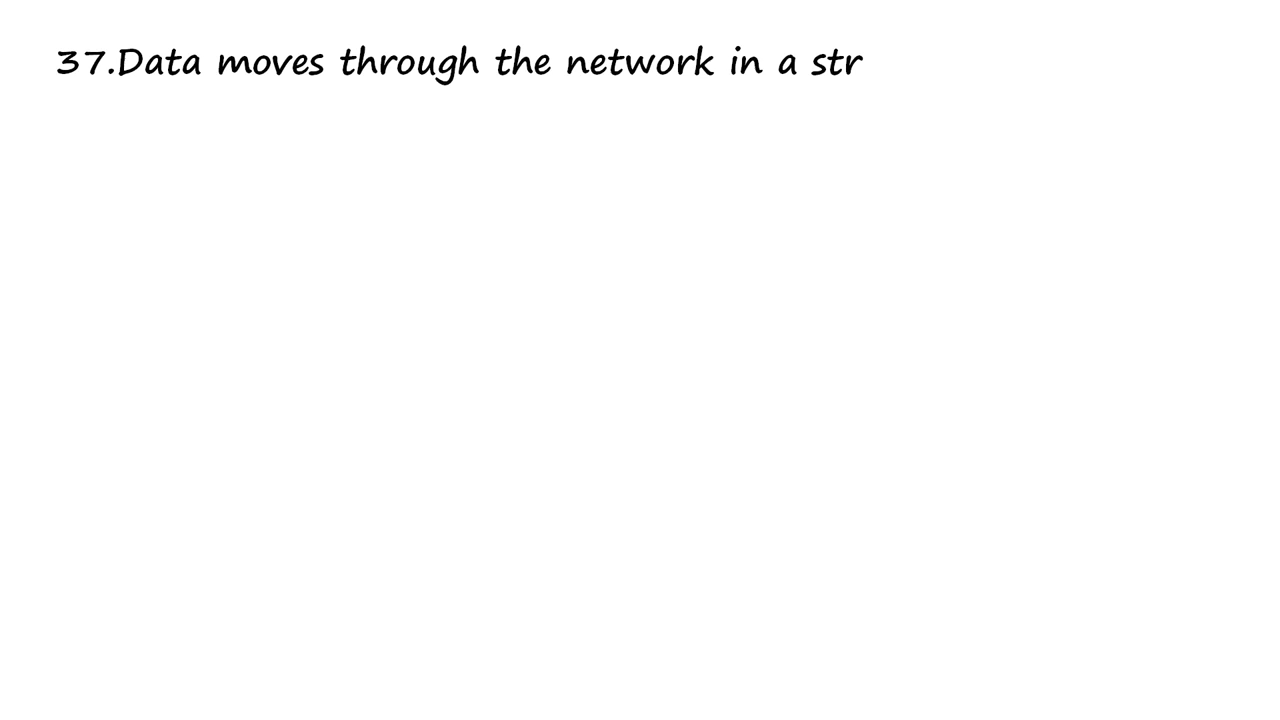 37.Data moves through the network in a str